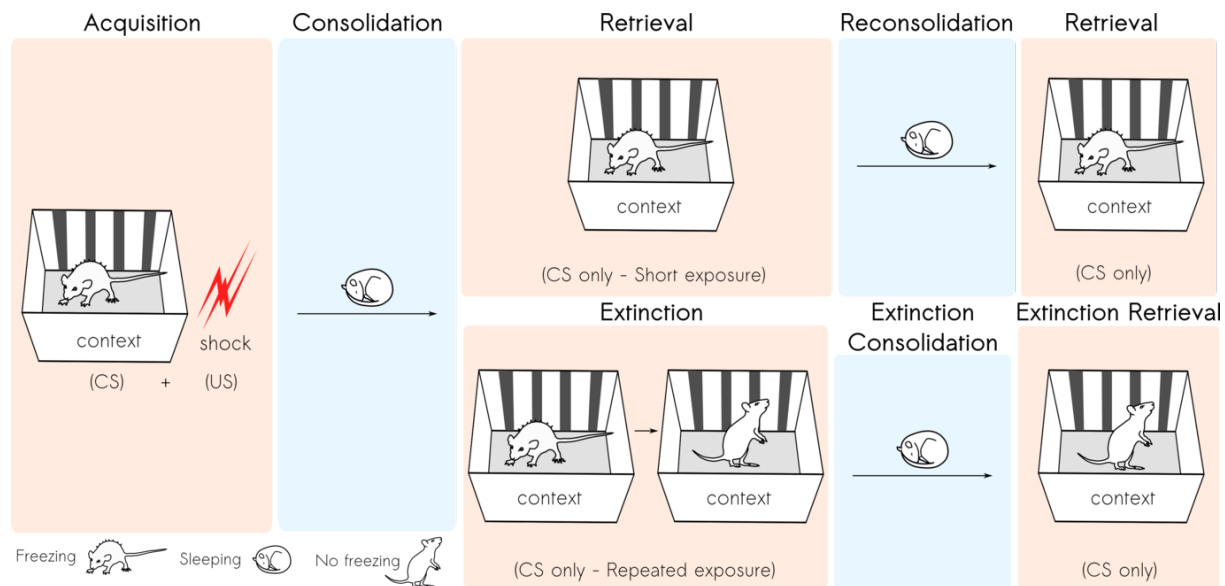 Acquisition
Consolidation
Retrieval
Reconsolidation
Retrieval
context
shock
(CS) + (US)
context
(CS only - Short exposure)
context
(CS only)
Extinction
Extinction
Consolidation
Extinction Retrieval
context
context
(CS only - Repeated exposure)
context
(CS only)
Freezing
Sleeping
No freezing